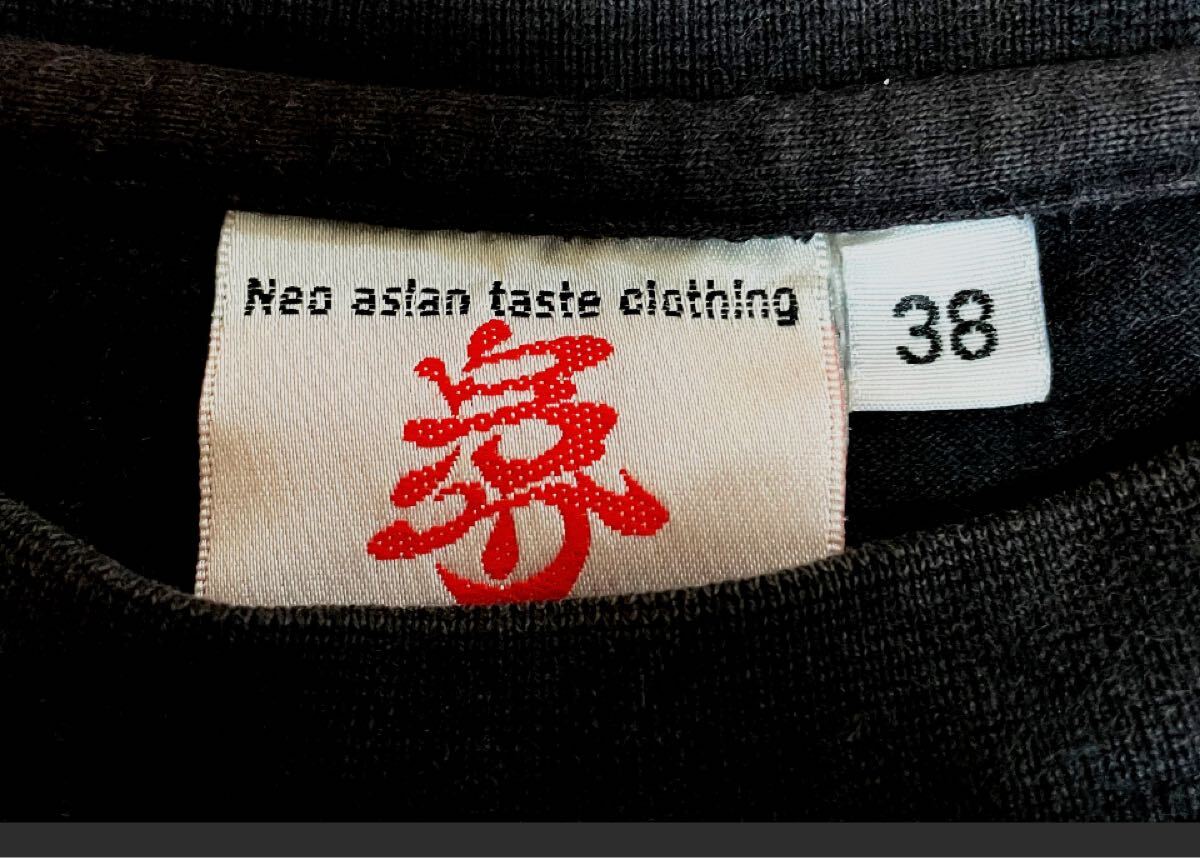 Neo asian taste clothing
38